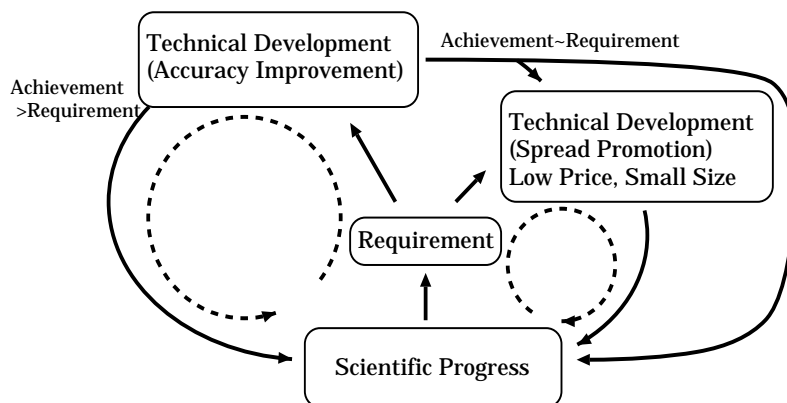 Technical Development
(Accuracy Improvement)
Achievement~Requirement
Achievement
>Requirement
Technical Development
(Spread Promotion)
Low Price, Small Size
Requirement
Scientific Progress